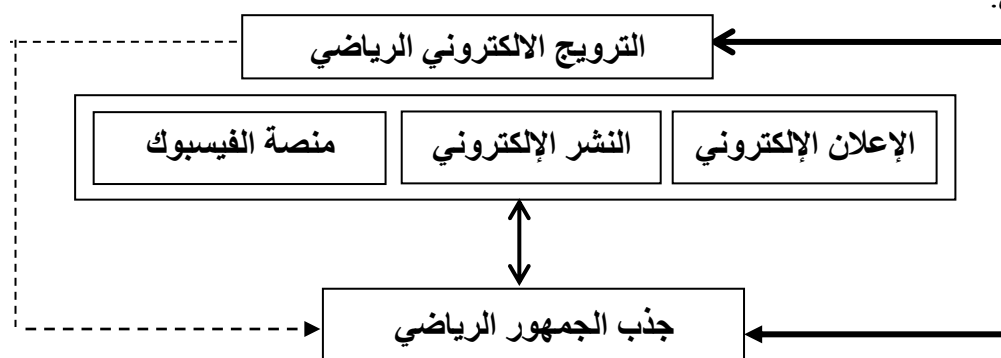 الترويج الالكتروني الرياضي
الإعلان الإلكتروني
النشر الإلكتروني
منصة الفيسبوك
جذب الجمهور الرياضي